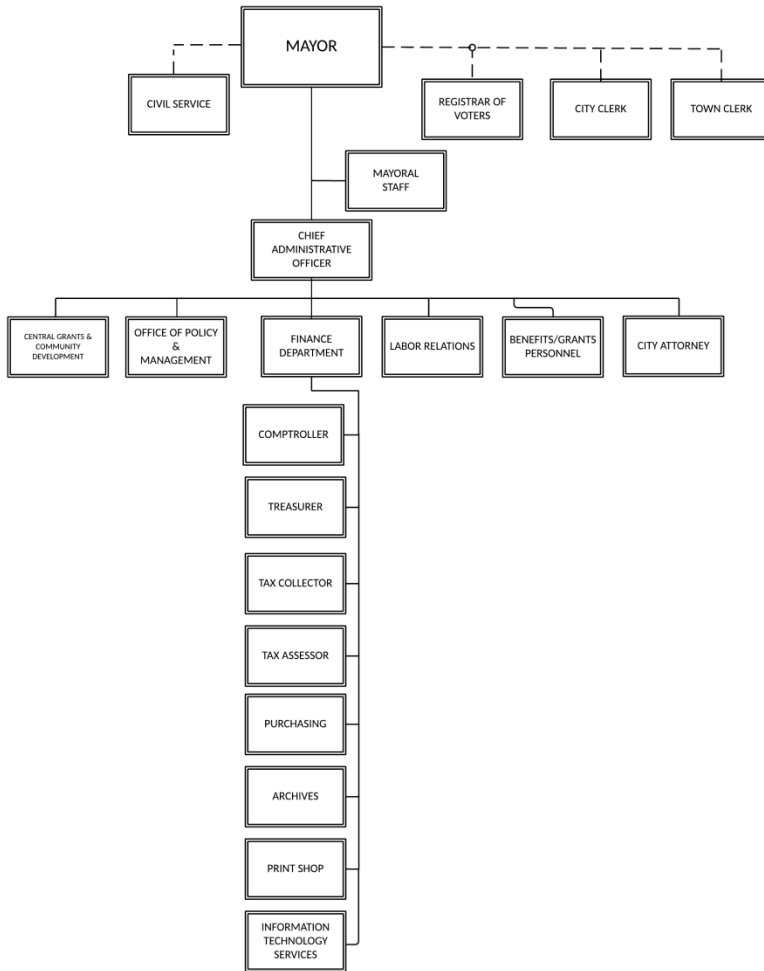 MAYOR
CIVIL SERVICE
REGISTRAR OF
VOTERS
CITY CLERK
TOWN CLERK
MAYORAL
STAFF
CHIEF
ADMINISTRATIVE
OFFICER
CENTRAL GRANTS &
COMMUNITY
DEVELOPMENT
OFFICE OF POLICY
&
MANAGEMENT
FINANCE
DEPARTMENT
LABOR RELATIONS
BENEFITS/GRANTS
PERSONNEL
CITY ATTORNEY
COMPTROLLER
TREASURER
TAX COLLECTOR
TAX ASSESSOR
PURCHASING
ARCHIVES
PRINT SHOP
INFORMATION
TECHNOLOGY
SERVICES